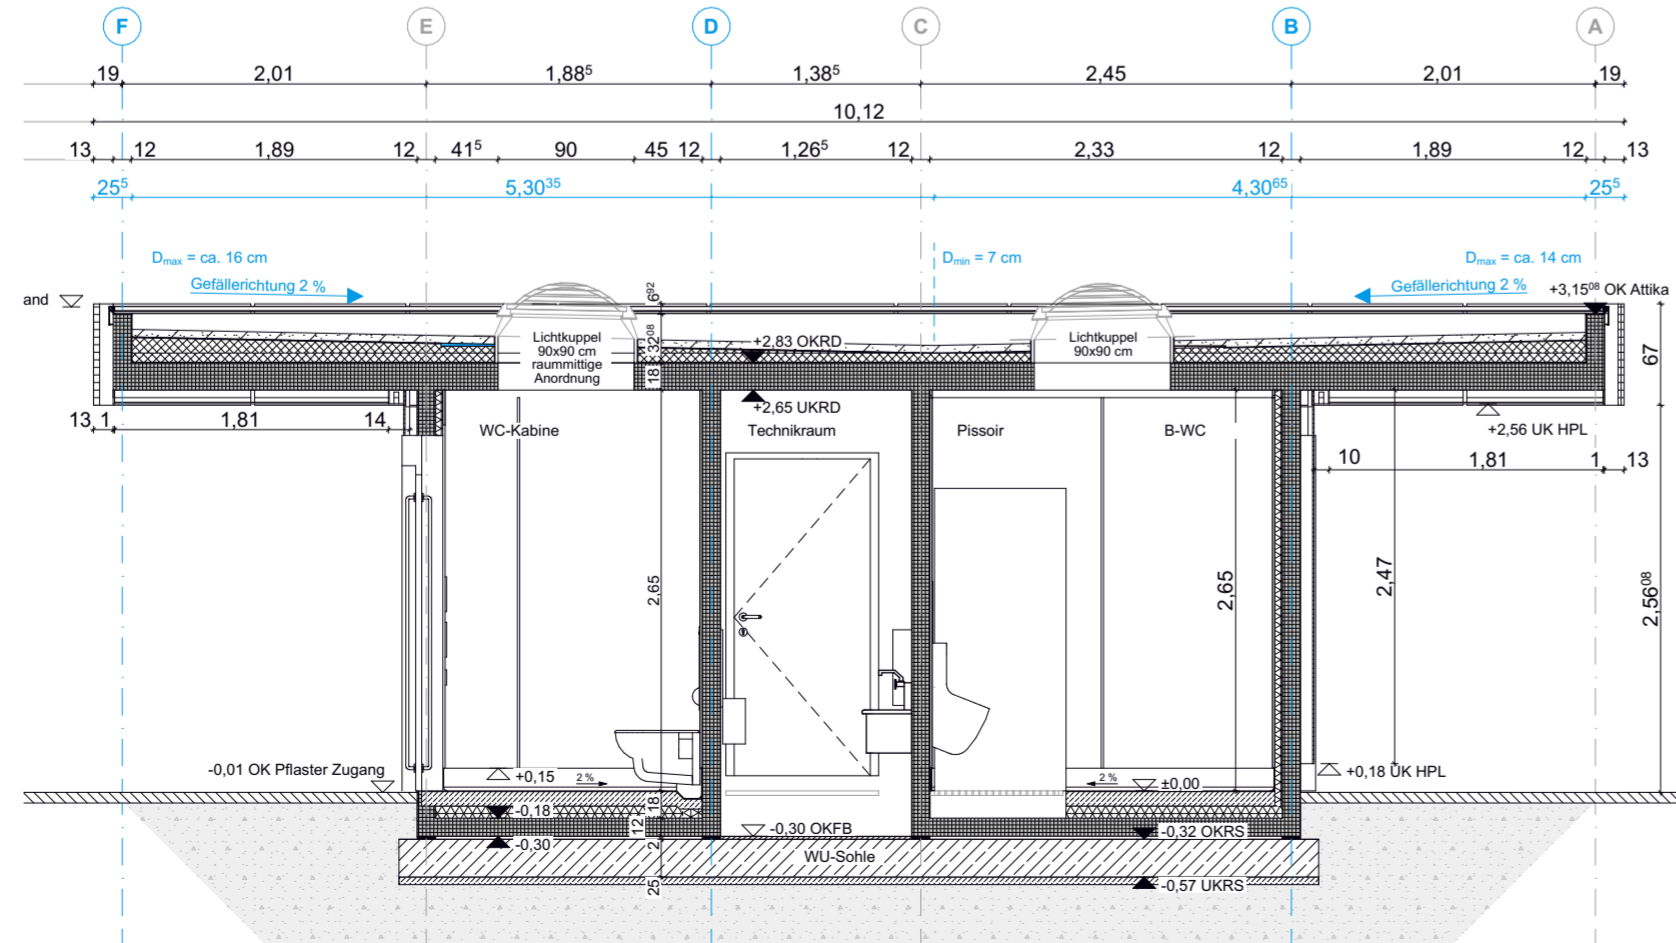 F E D C B A
19 2,01 1,88⁵ 1,38⁵ 2,45 2,01 19
10,12
13 12 1,89 12 41⁵ 90 45 12 1,26⁵ 12 2,33 12 1,89 12 13
25⁵ 5,30³⁵ 4,30⁶⁵ 25⁵
Dmax = ca. 16 cm Dmin = 7 cm Dmax = ca. 14 cm
Gefällerichtung 2 % Gefällerichtung 2 %
and 6⁹² +3,15⁰⁸ OK Attika
Lichtkuppel
90x90 cm
raummittige
Anordnung
32⁰⁸
+2,83 OKRD
Lichtkuppel
90x90 cm
67
18
+2,65 UKRD
13 1 1,81 14
WC-Kabine Technikraum Pissoir B-WC
+2,56 UK HPL
10 1,81 1 13
2,65 2,65 2,47 2,56⁰⁸
-0,01 OK Pflaster Zugang
+0,15 2 % 2 % ±0,00 +0,18 UK HPL
-0,18 18
12 -0,30 OKFB -0,32 OKRS
-0,30 2
WU-Sohle
25 -0,57 UKRS